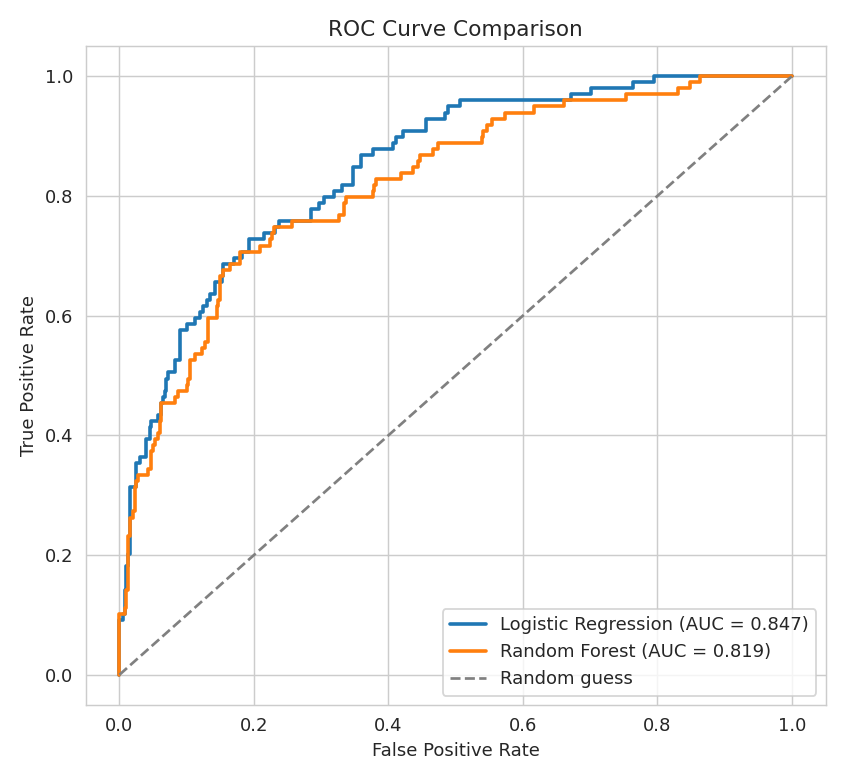 ROC Curve Comparison
1.0
0.8
0.6
0.4
0.2
0.0
True Positive Rate
0.0 0.2 0.4 0.6 0.8 1.0
False Positive Rate
Logistic Regression (AUC = 0.847)
Random Forest (AUC = 0.819)
Random guess